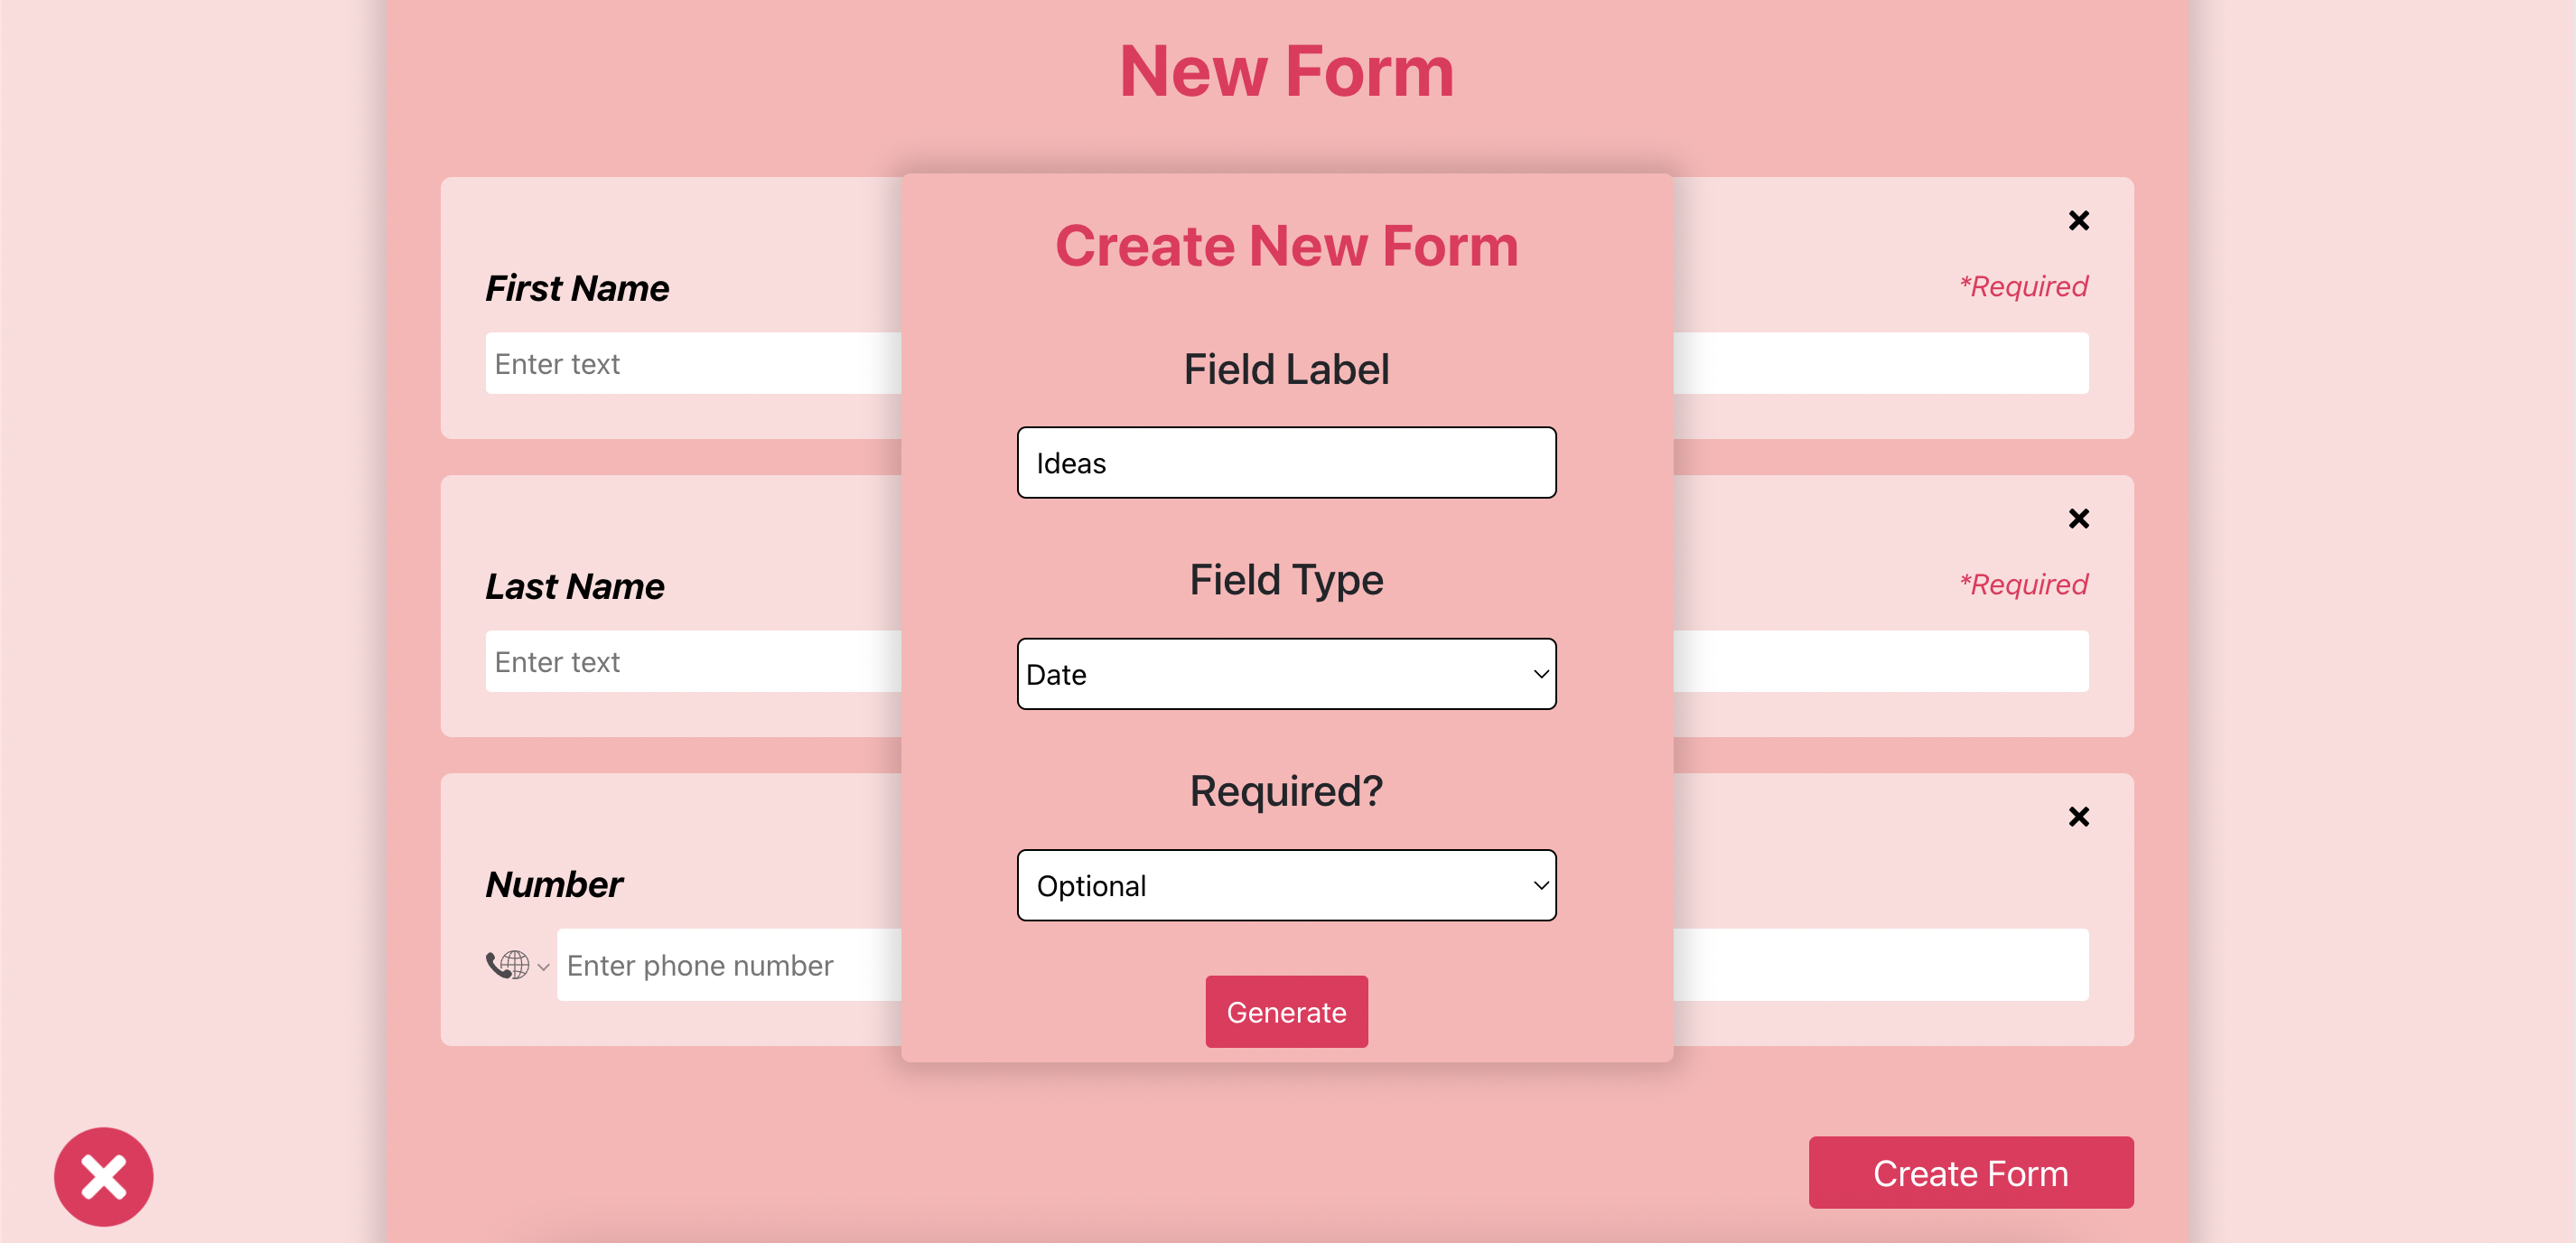 New Form
First Name
*Required
Enter text
Last Name
*Required
Enter text
Number
Enter phone number
Create New Form
Field Label
Ideas
Field Type
Date
Required?
Optional
Generate
Create Form